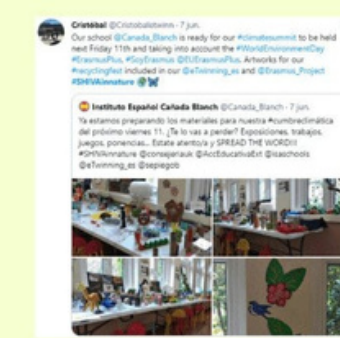 Cristóbal @Cristobaletwinn · 7 jun.
Our school @Canada_Blanch is ready for our #climatesummit to be held
next Friday 11th and taking into account the #WorldEnvironmentDay
#ErasmusPlus, #SoyErasmus @EUErasmusPlus. Artworks for our
#recyclingfest included in our @eTwinning_es and @Erasmus_Project
#SHIVAinnature
Instituto Español Cañada Blanch @Canada_Blanch · 7 jun.
Ya estamos preparando los materiales para nuestra #cumbreclimática
del próximo viernes 11. ¿Te lo vas a perder? Exposiciones, trabajos,
juegos, ponencias... Estate atento/a y SPREAD THE WORD!!!
#SHIVAinnature @consejeriauk @AccEducativaExt @icaaschools
@eTwinning_es @sepiegob